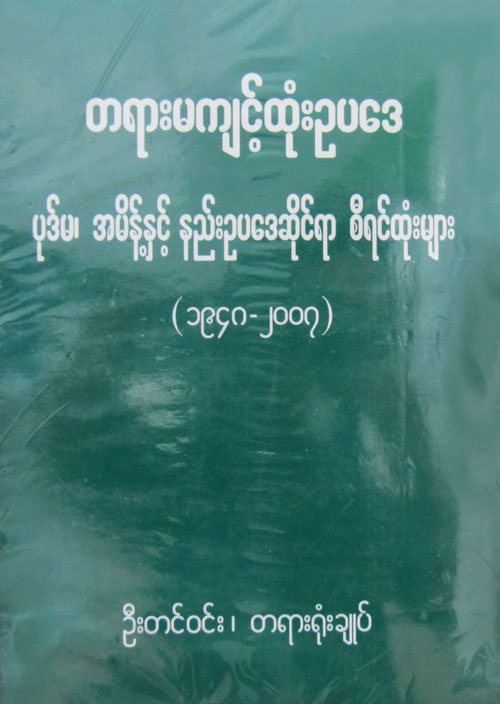 တရားမကျင့်ထုံးဥပဒေ
ပုဒ်မ၊ အမိန့်နှင့် နည်းဥပဒေဆိုင်ရာ စီရင်ထုံးများ
(၁၉၄၈-၂၀၀၇)
ဦးတင်ဝင်း၊ တရားရုံးချုပ်